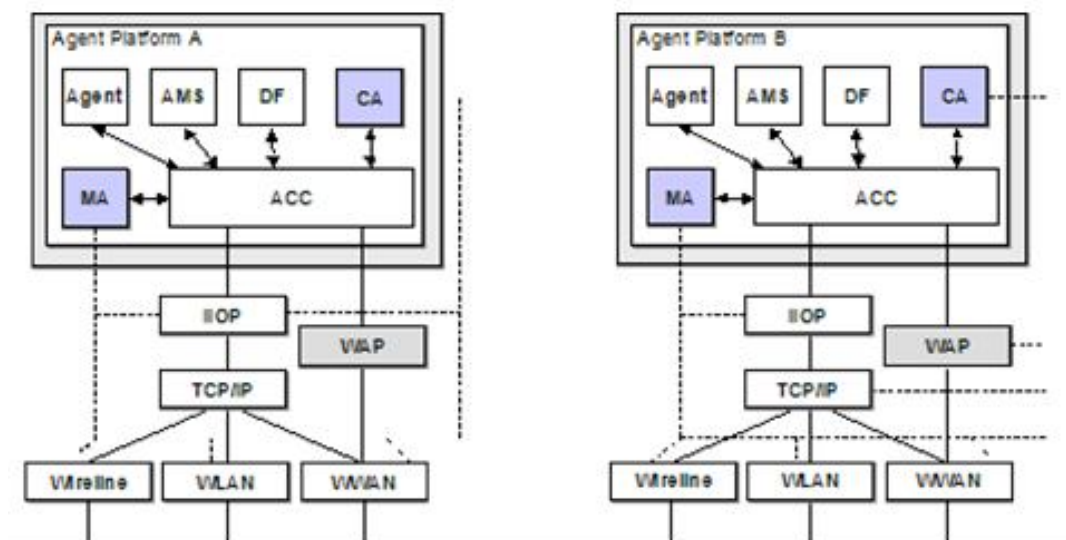 Agent Platform A
Agent AMS DF CA
MA ACC
IIOP
WAP
TCP/IP
Wireline WLAN WWAN
Agent Platform B
Agent AMS DF CA
MA ACC
IIOP
WAP
TCP/IP
Wireline WLAN WWAN